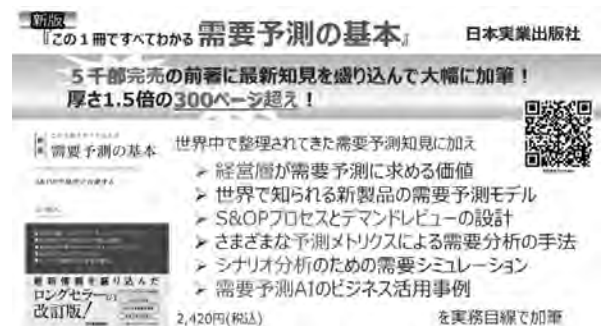 新版
『この1冊ですべてわかる 需要予測の基本』 日本実業出版社
5千部完売の前著に最新知見を盛り込んで大幅に加筆！
厚さ1.5倍の300ページ超え！
需要予測の基本
世界中で整理されてきた需要予測知見に加え
➢ 経営層が需要予測に求める価値
➢ 世界で知られる新製品の需要予測モデル
➢ S&OPプロセスとデマンドレビューの設計
➢ さまざまな予測メトリクスによる需要分析の手法
➢ シナリオ分析のための需要シミュレーション
➢ 需要予測AIのビジネス活用事例
最新情報を盛り込んだ
ロングセラーの
改訂版！
2,420円(税込) を実務目線で加筆